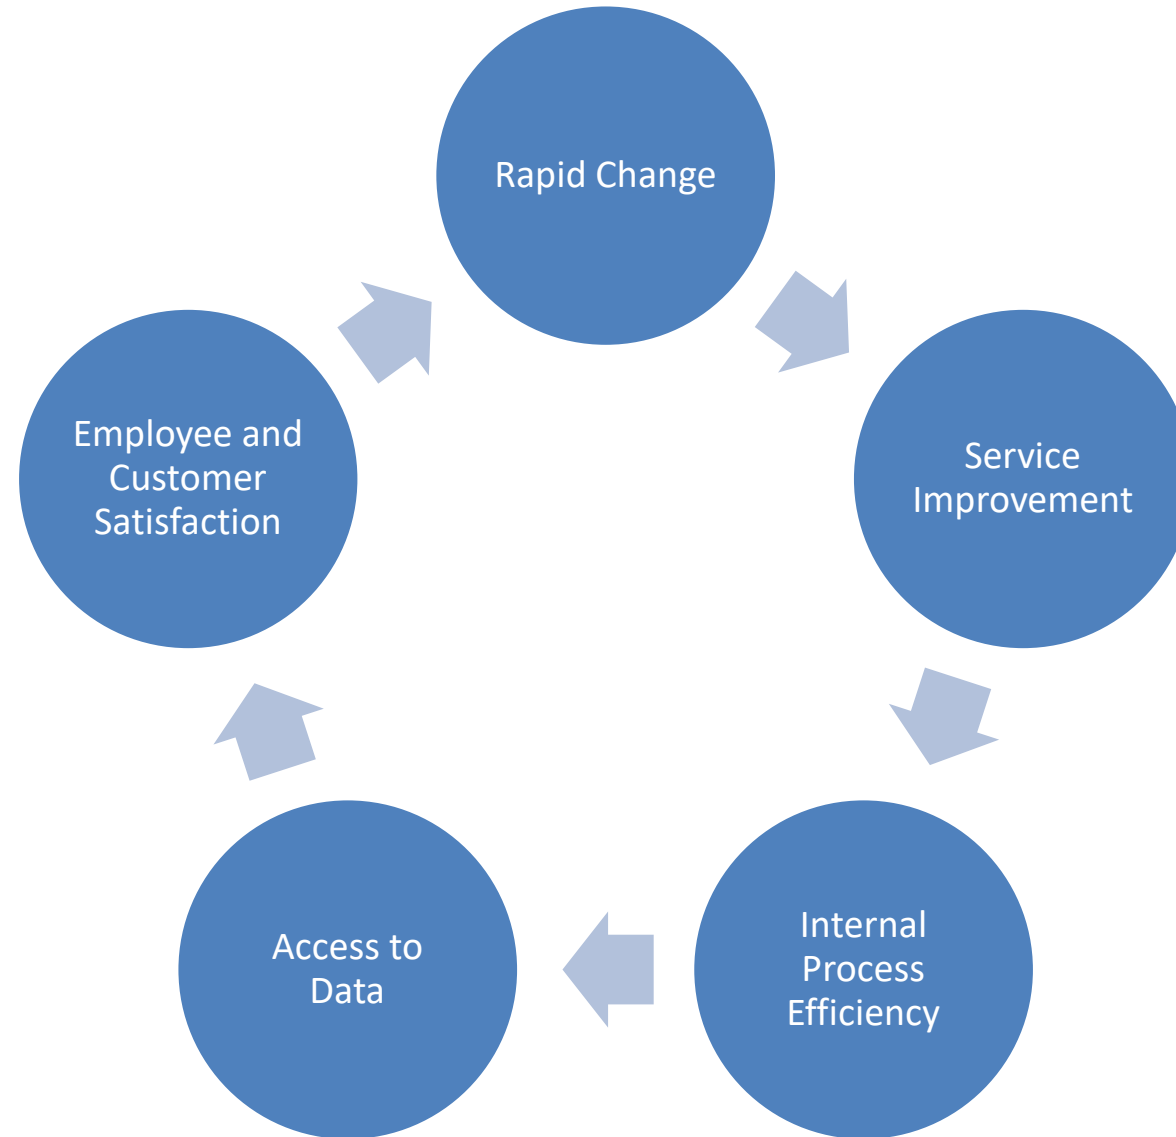 Rapid Change
Service
Improvement
Internal
Process
Efficiency
Access to
Data
Employee and
Customer
Satisfaction